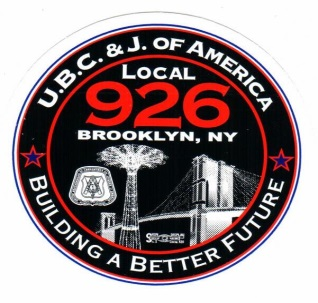 U.B.C. & J. OF AMERICA
LOCAL
926
BROOKLYN, NY
BUILDING A BETTER FUTURE